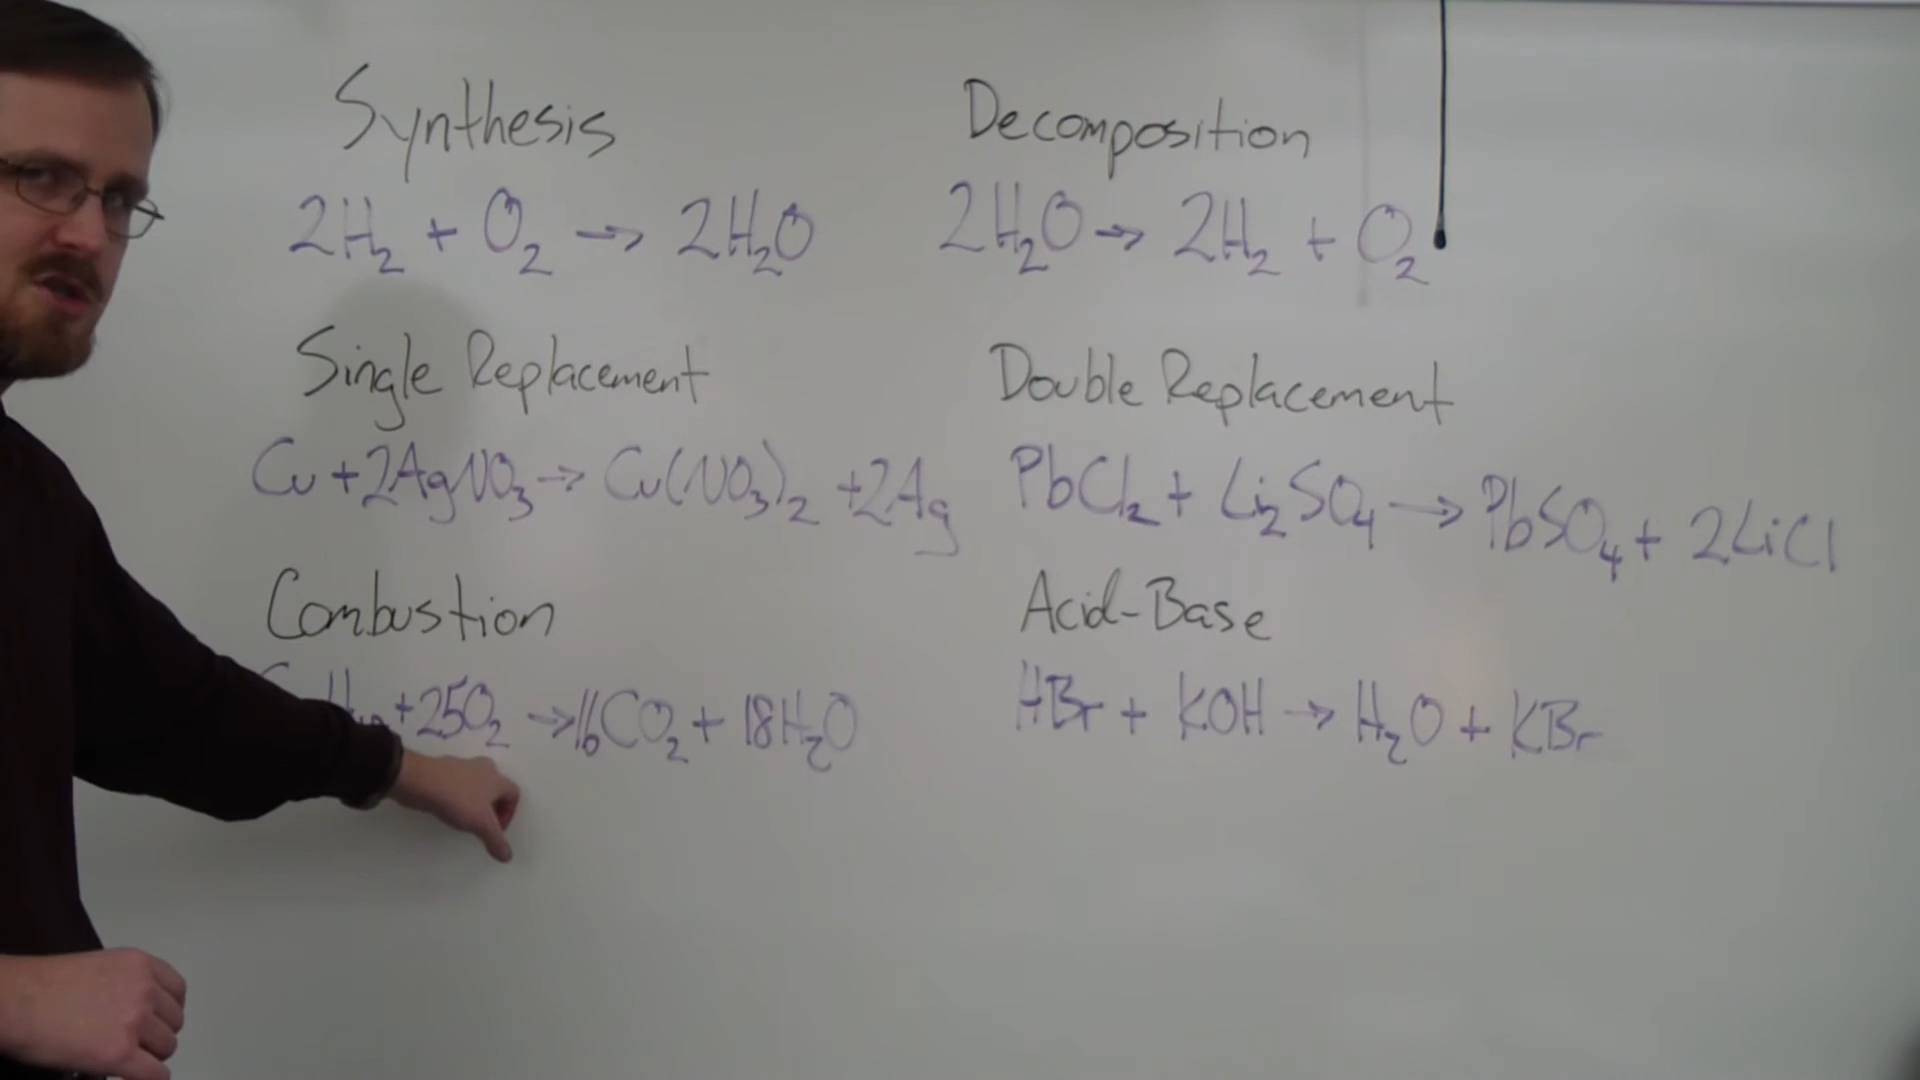 Synthesis
2H₂ + O₂ → 2H₂O
Decomposition
2H₂O → 2H₂ + O₂
Single Replacement
Cu + 2AgNO₃ → Cu(NO₃)₂ + 2Ag
Double Replacement
PbCl₂ + Li₂SO₄ → PbSO₄ + 2LiCl
Combustion
+ 25O₂ → 16CO₂ + 18H₂O
Acid-Base
HBr + KOH → H₂O + KBr